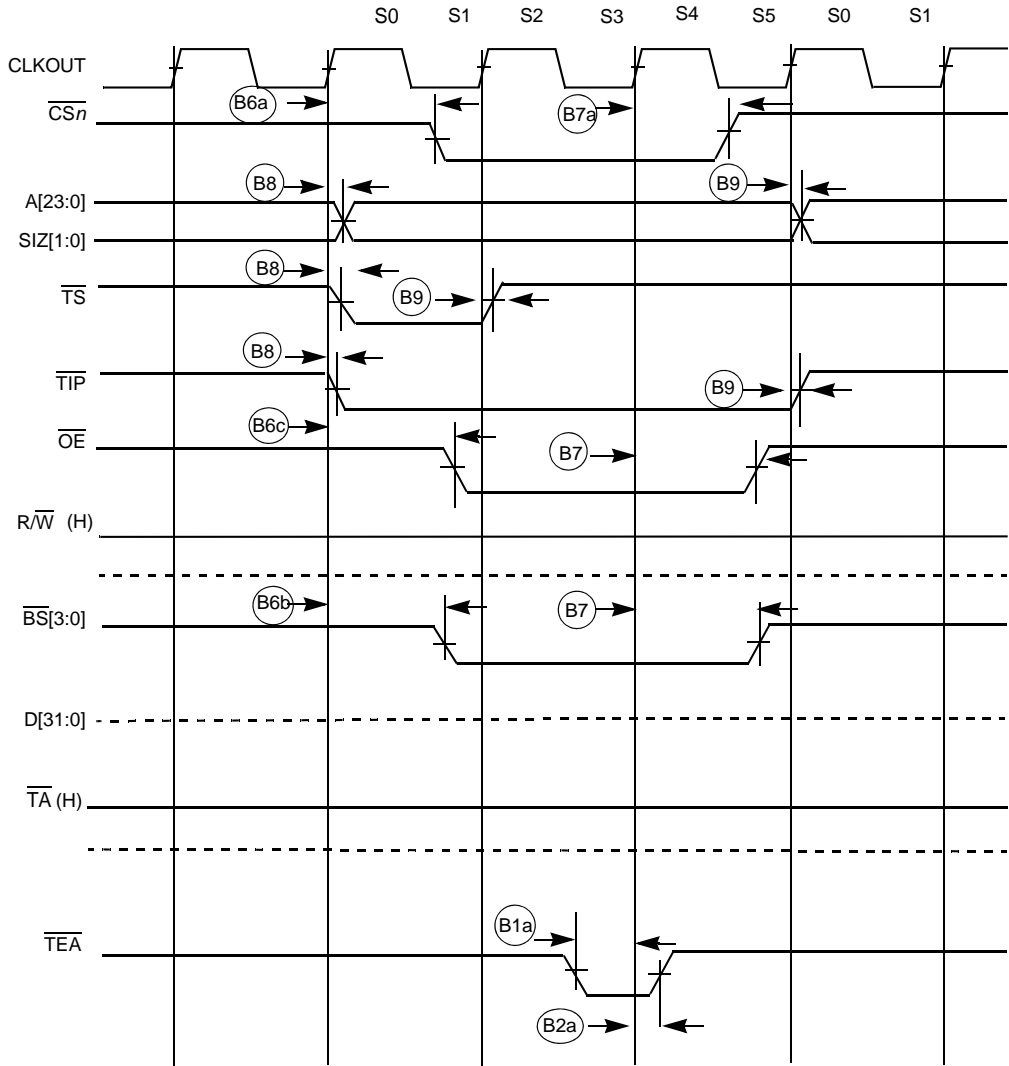 S0 S1 S2 S3 S4 S5 S0 S1
CLKOUT
B6a B7a
CSn
B8 B9
A[23:0]
SIZ[1:0]
B8
TS B9
B8
TIP B9
B6c
OE B7
R/W (H)
B6b B7
BS[3:0]
D[31:0]
TA (H)
B1a
TEA
B2a